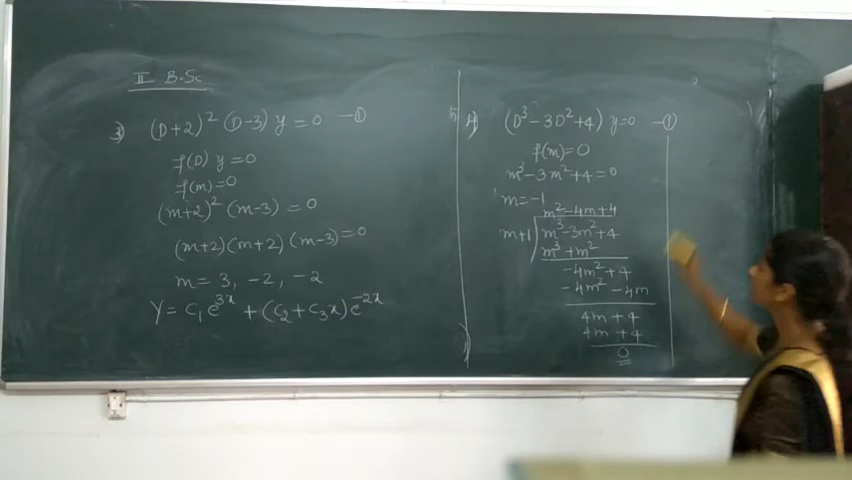 II B.Sc
3) (D+2)² (D-3) y = 0 — ①
f(D) y = 0
f(m) = 0
(m+2)² (m-3) = 0
(m+2)(m+2) (m-3) = 0
m = 3, -2, -2
Y = C₁e³ˣ + (C₂ + C₃x) e⁻²ˣ
4) (D³ - 3D² + 4) y = 0 — ①
f(m) = 0
m³ - 3m² + 4 = 0
m = -1
m² - 4m + 4
m+1 m³ - 3m² + 4
m³ + m²
-4m² + 4
-4m² - 4m
4m + 4
4m + 4
0